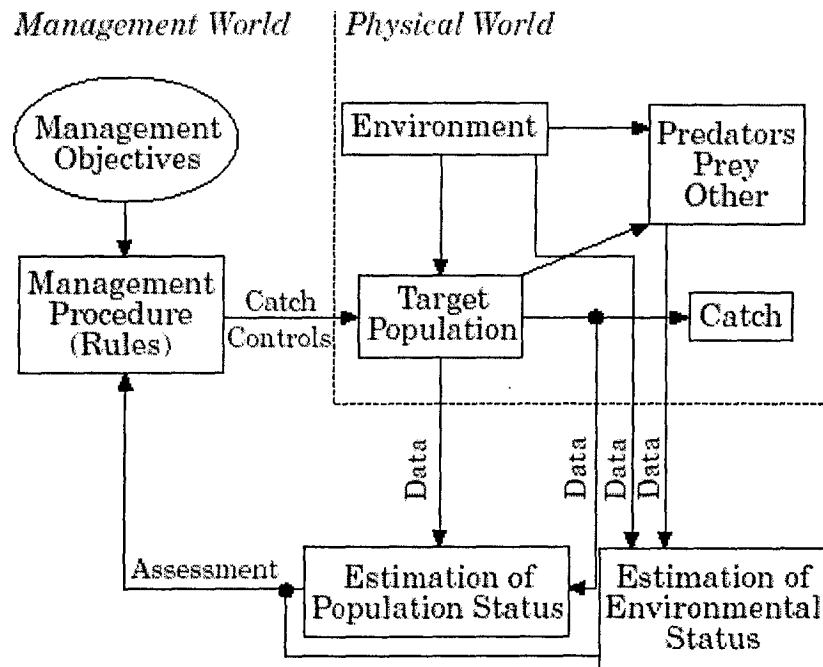 Management World
Physical World
Management
Objectives
Environment
Predators
Prey
Other
Management
Procedure
(Rules)
Catch
Controls
Target
Population
Catch
Data
Data
Data
Data
Assessment
Estimation of
Population Status
Estimation of
Environmental
Status